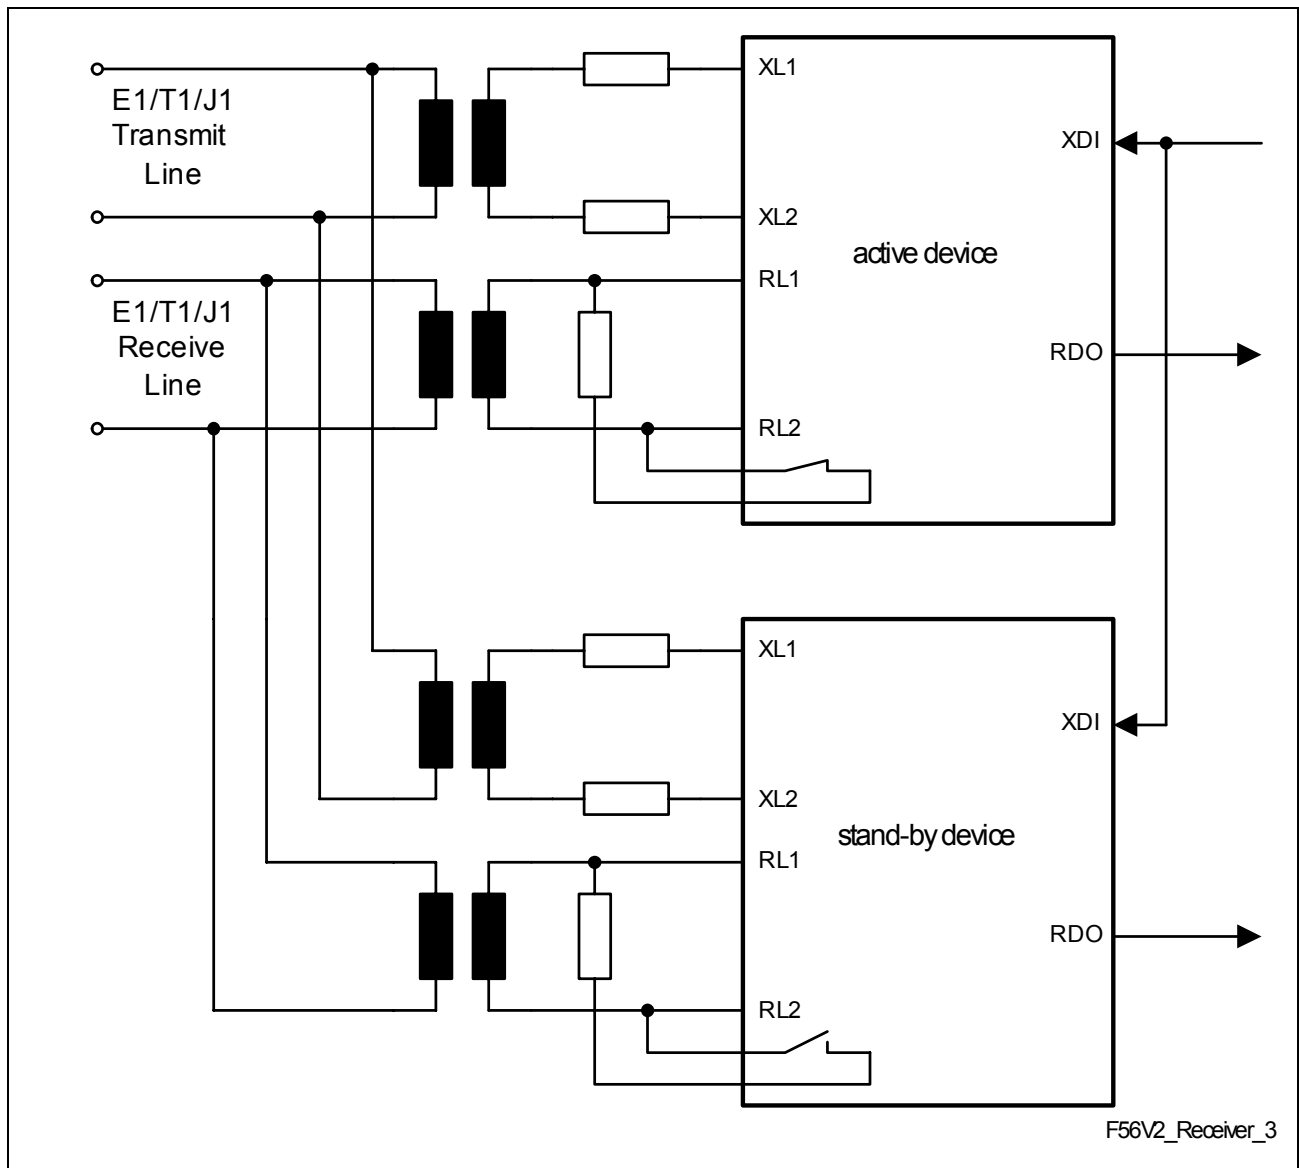 E1/T1/J1
Transmit
Line
XL1
XDI
XL2
active device
RL1
E1/T1/J1
Receive
Line
RDO
RL2
XL1
XDI
XL2
stand-by device
RL1
RDO
RL2
F56V2_Receiver_3